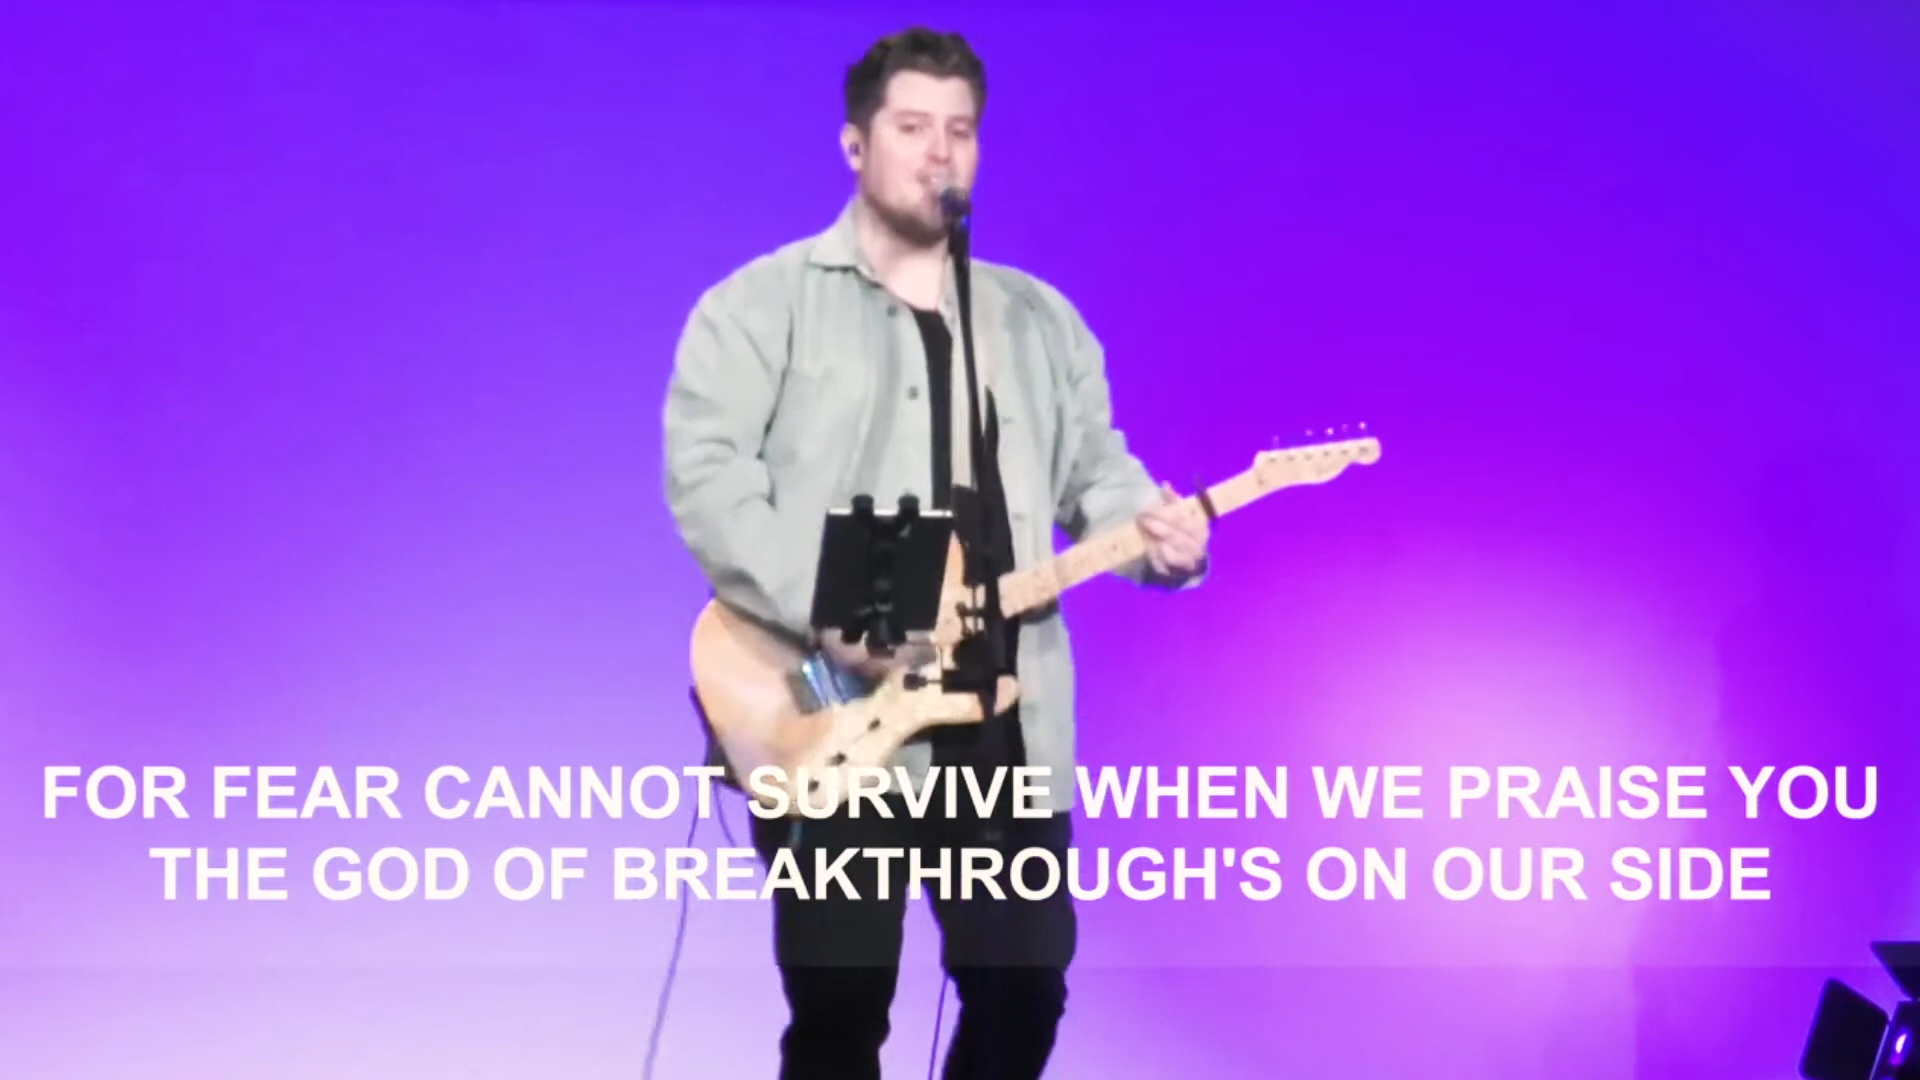 FOR FEAR CANNOT SURVIVE WHEN WE PRAISE YOU
THE GOD OF BREAKTHROUGH'S ON OUR SIDE